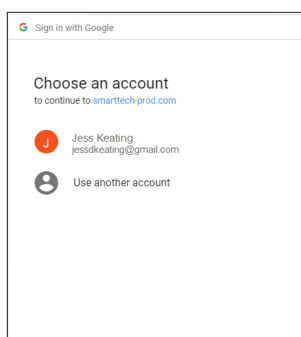 G Sign in with Google
Choose an account
to continue to smarttech-prod.com
J
Jess Keating
jessdkeating@gmail.com
Use another account